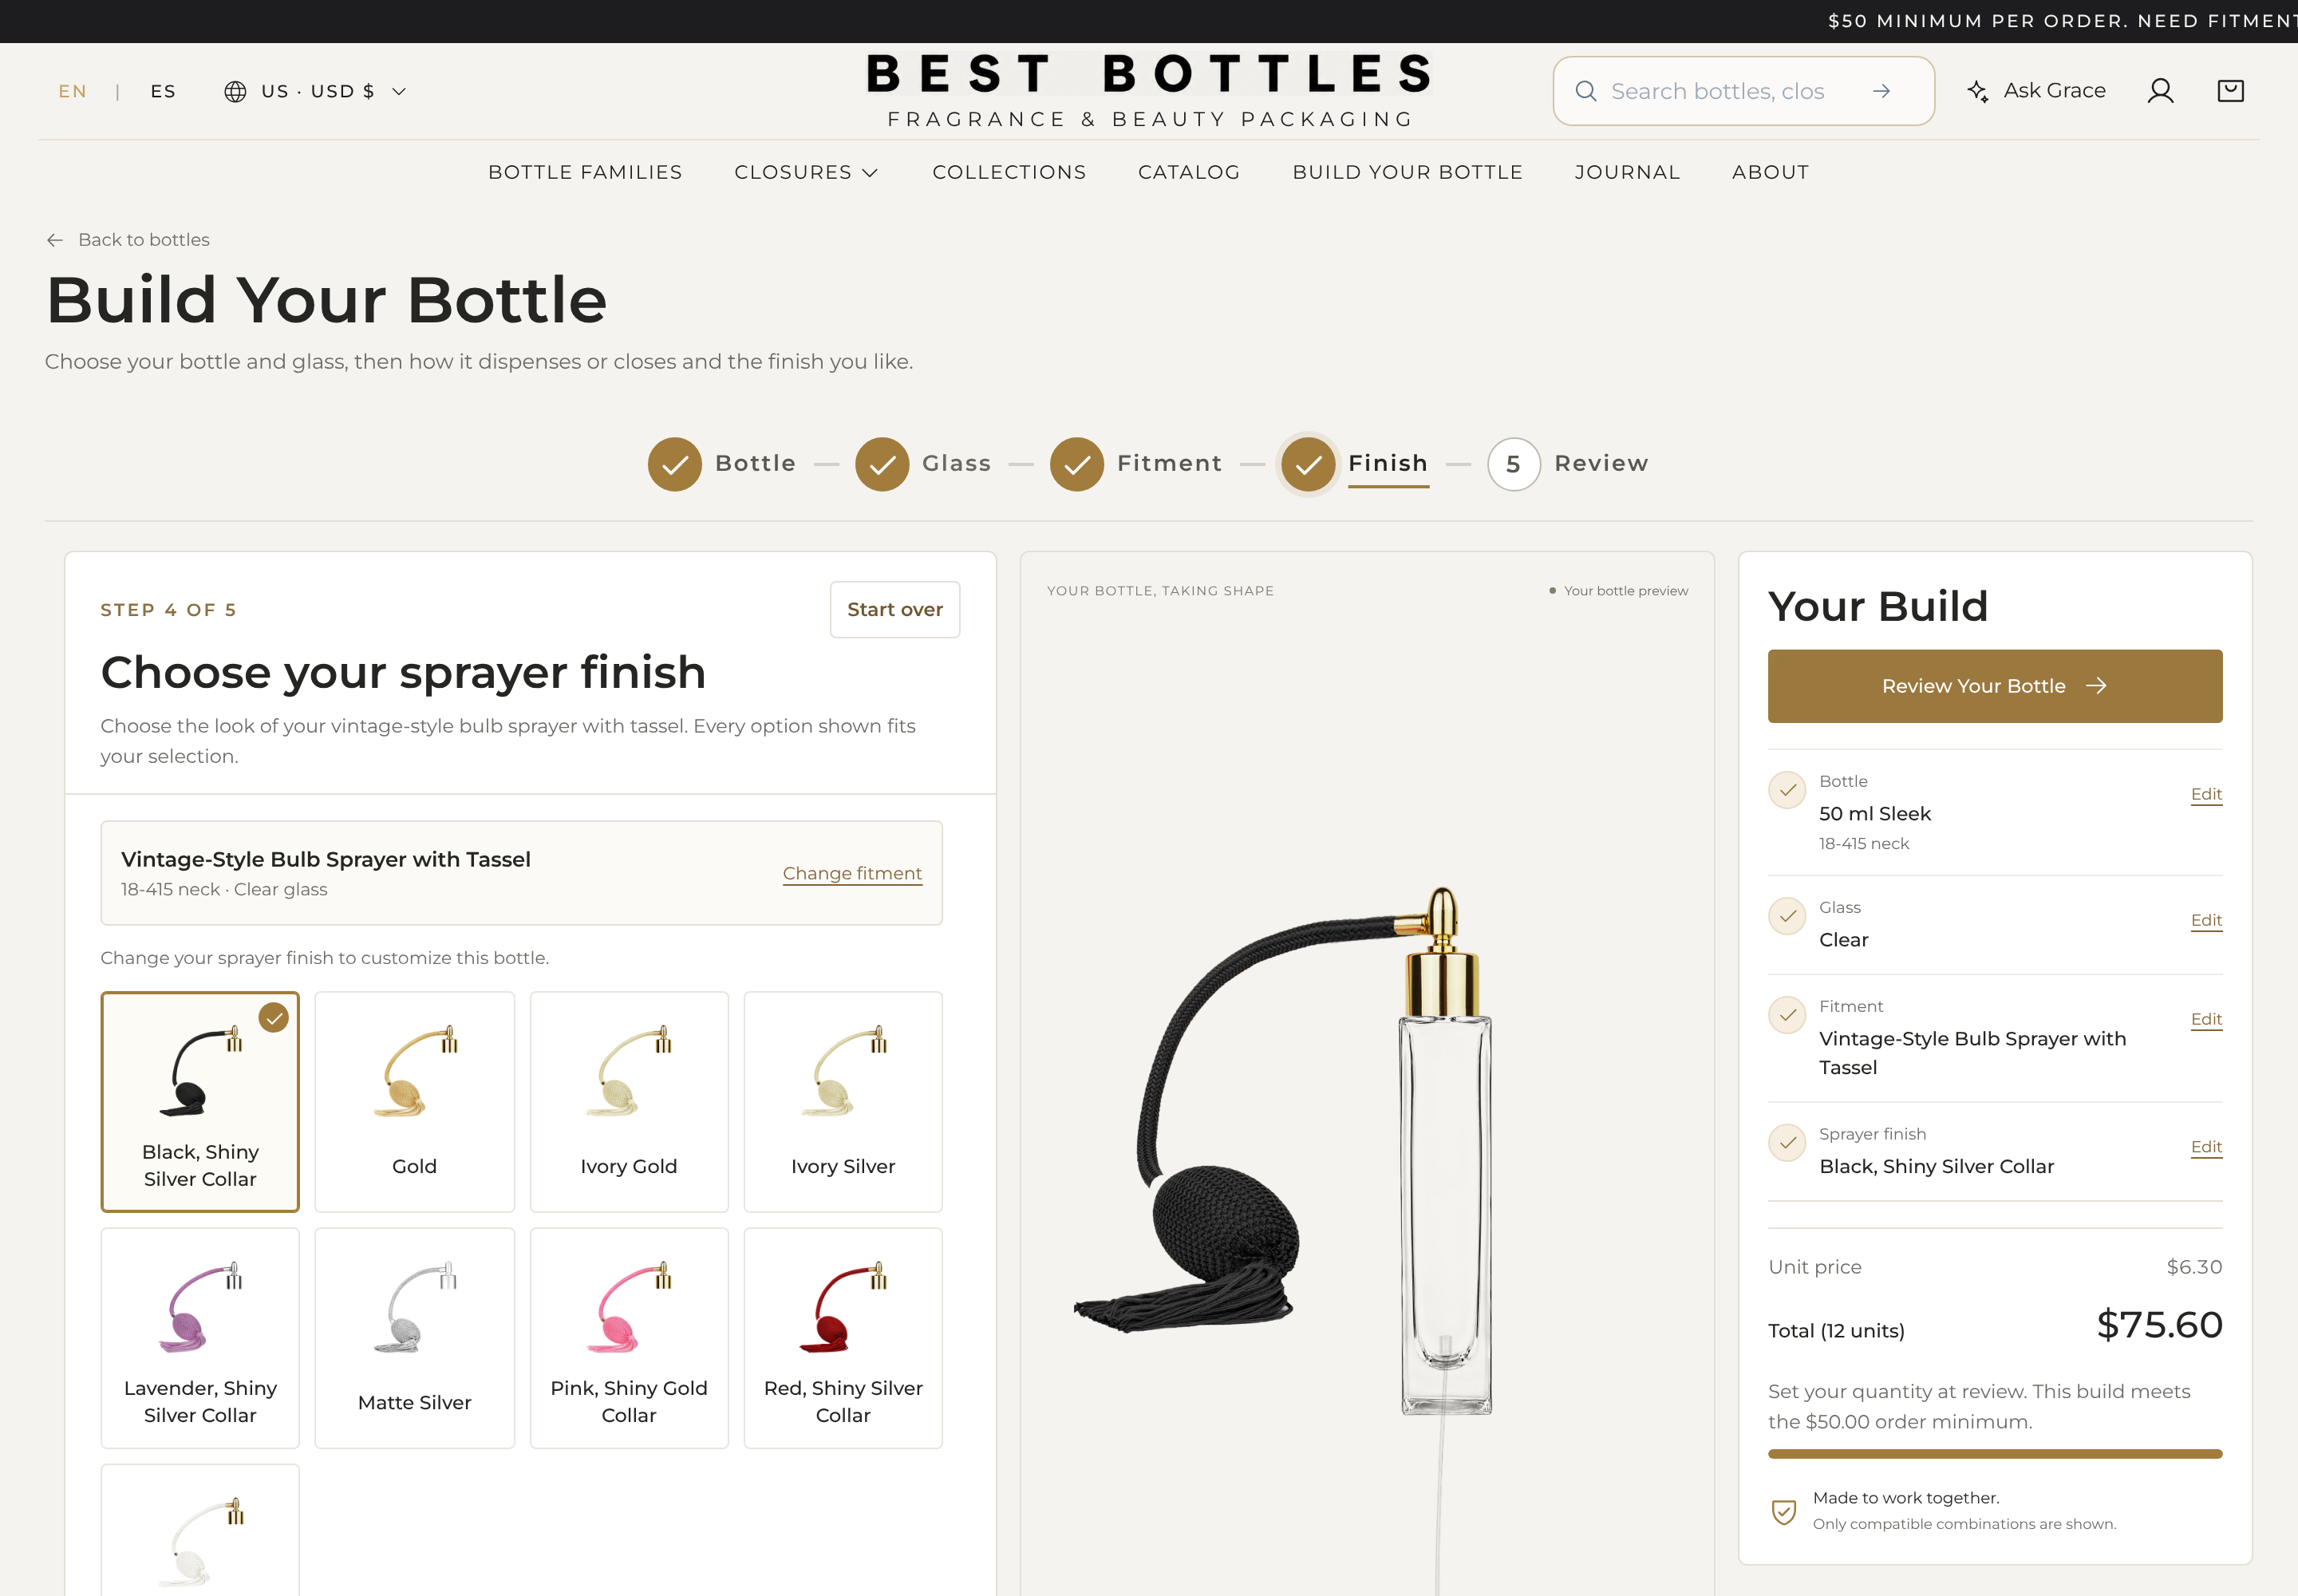 $50 MINIMUM PER ORDER. NEED FITMENT
EN | ES
US · USD $
BEST BOTTLES
FRAGRANCE & BEAUTY PACKAGING
Search bottles, clos
Ask Grace
BOTTLE FAMILIES
CLOSURES
COLLECTIONS
CATALOG
BUILD YOUR BOTTLE
JOURNAL
ABOUT
Back to bottles
Build Your Bottle
Choose your bottle and glass, then how it dispenses or closes and the finish you like.
Bottle
Glass
Fitment
Finish
5 Review
STEP 4 OF 5
Start over
Choose your sprayer finish
Choose the look of your vintage-style bulb sprayer with tassel. Every option shown fits
your selection.
Vintage-Style Bulb Sprayer with Tassel
18-415 neck · Clear glass
Change fitment
Change your sprayer finish to customize this bottle.
Black, Shiny
Silver Collar
Gold
Ivory Gold
Ivory Silver
Lavender, Shiny
Silver Collar
Matte Silver
Pink, Shiny Gold
Collar
Red, Shiny Silver
Collar
YOUR BOTTLE, TAKING SHAPE
Your bottle preview
Your Build
Review Your Bottle
Bottle
50 ml Sleek
18-415 neck
Edit
Glass
Clear
Edit
Fitment
Vintage-Style Bulb Sprayer with
Tassel
Edit
Sprayer finish
Black, Shiny Silver Collar
Edit
Unit price
$6.30
Total (12 units)
$75.60
Set your quantity at review. This build meets
the $50.00 order minimum.
Made to work together.
Only compatible combinations are shown.